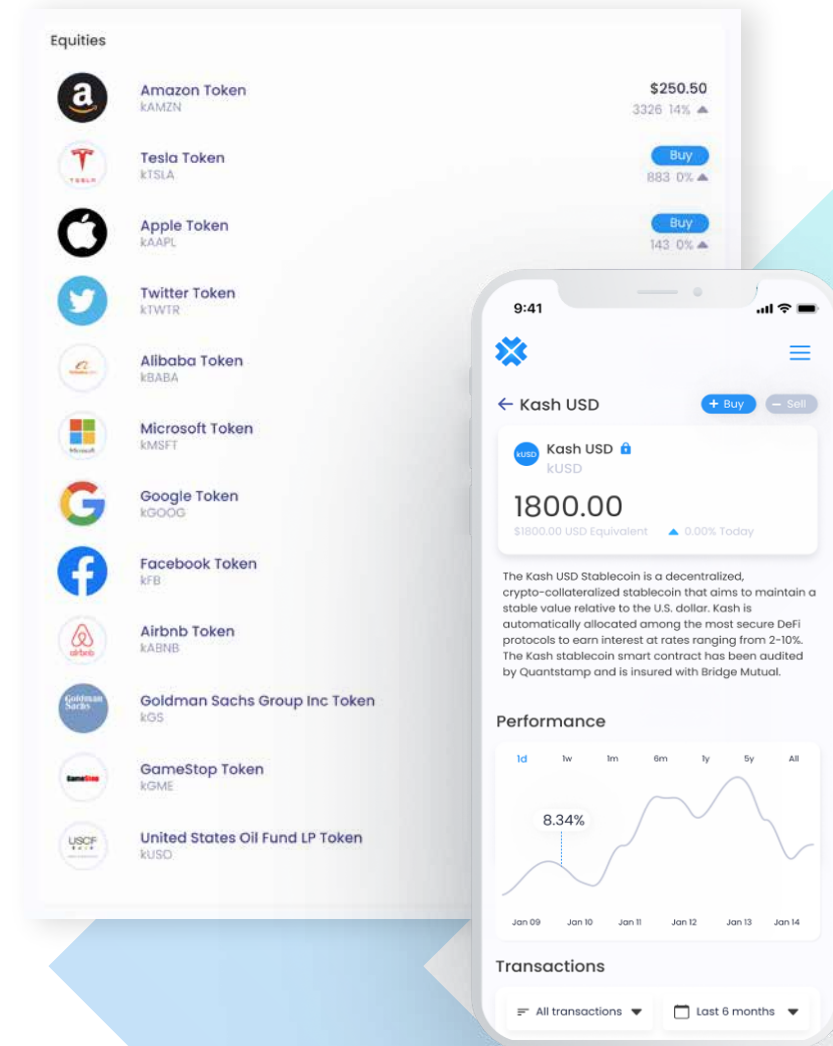 Equities
Amazon Token
kAMZN
$250.50
3326 14%
Tesla Token
kTSLA
Buy
883 0%
TESLA
Apple Token
kAAPL
Buy
143 0%
Twitter Token
kTWTR
Alibaba Token
kBABA
Microsoft Token
kMSFT
Microsoft
Google Token
kGOOG
Facebook Token
kFB
Airbnb Token
kABNB
airbnb
Goldman Sachs Group Inc Token
kGS
Goldman
Sachs
GameStop Token
kGME
GameStop
United States Oil Fund LP Token
kUSO
USCF
9:41
Kash USD
+ Buy
− Sell
kUSD
Kash USD
kUSD
1800.00
$1800.00 USD Equivalent
0.00% Today
The Kash USD Stablecoin is a decentralized,
crypto-collateralized stablecoin that aims to maintain a
stable value relative to the U.S. dollar. Kash is
automatically allocated among the most secure DeFi
protocols to earn interest at rates ranging from 2-10%.
The Kash stablecoin smart contract has been audited
by Quantstamp and is insured with Bridge Mutual.
Performance
1d 1w 1m 6m 1y 5y All
8.34%
Jan 09 Jan 10 Jan 11 Jan 12 Jan 13 Jan 14
Transactions
All transactions
Last 6 months